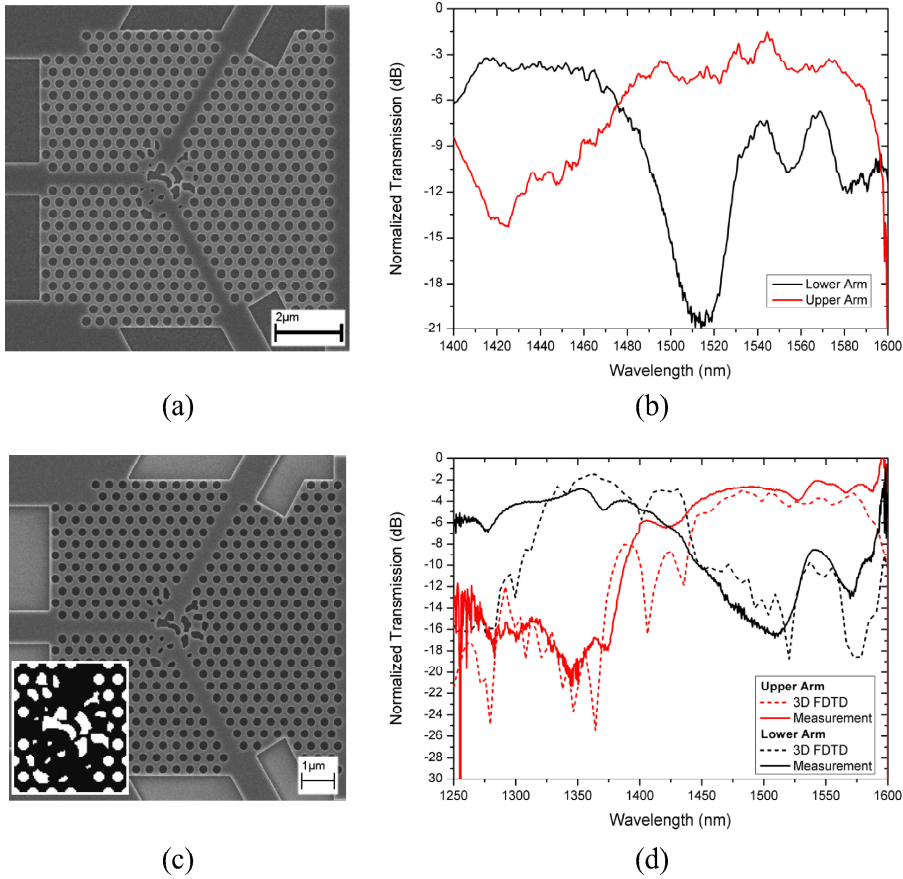 2µm
(a)
Normalized Transmission (dB)
0
-3
-6
-9
-12
-15
-18
-21
1400 1420 1440 1460 1480 1500 1520 1540 1560 1580 1600
Wavelength (nm)
Lower Arm
Upper Arm
(b)
1µm
(c)
Normalized Transmission (dB)
0
-2
-4
-6
-8
-10
-12
-14
-16
-18
-20
-22
-24
-26
-28
-30
1250 1300 1350 1400 1450 1500 1550 1600
Wavelength (nm)
Upper Arm
3D FDTD
Measurement
Lower Arm
3D FDTD
Measurement
(d)